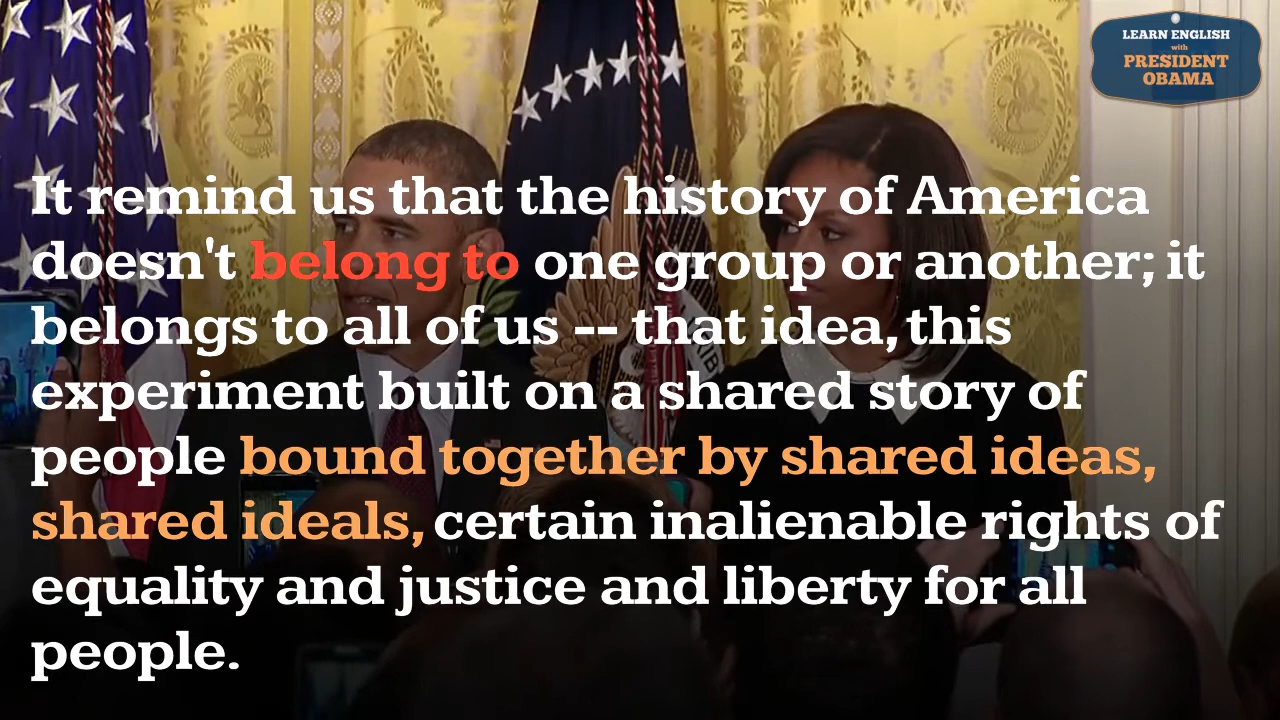 LEARN ENGLISH
with
PRESIDENT
OBAMA
It remind us that the history of America
doesn't belong to one group or another; it
belongs to all of us -- that idea, this
experiment built on a shared story of
people bound together by shared ideas,
shared ideals, certain inalienable rights of
equality and justice and liberty for all
people.